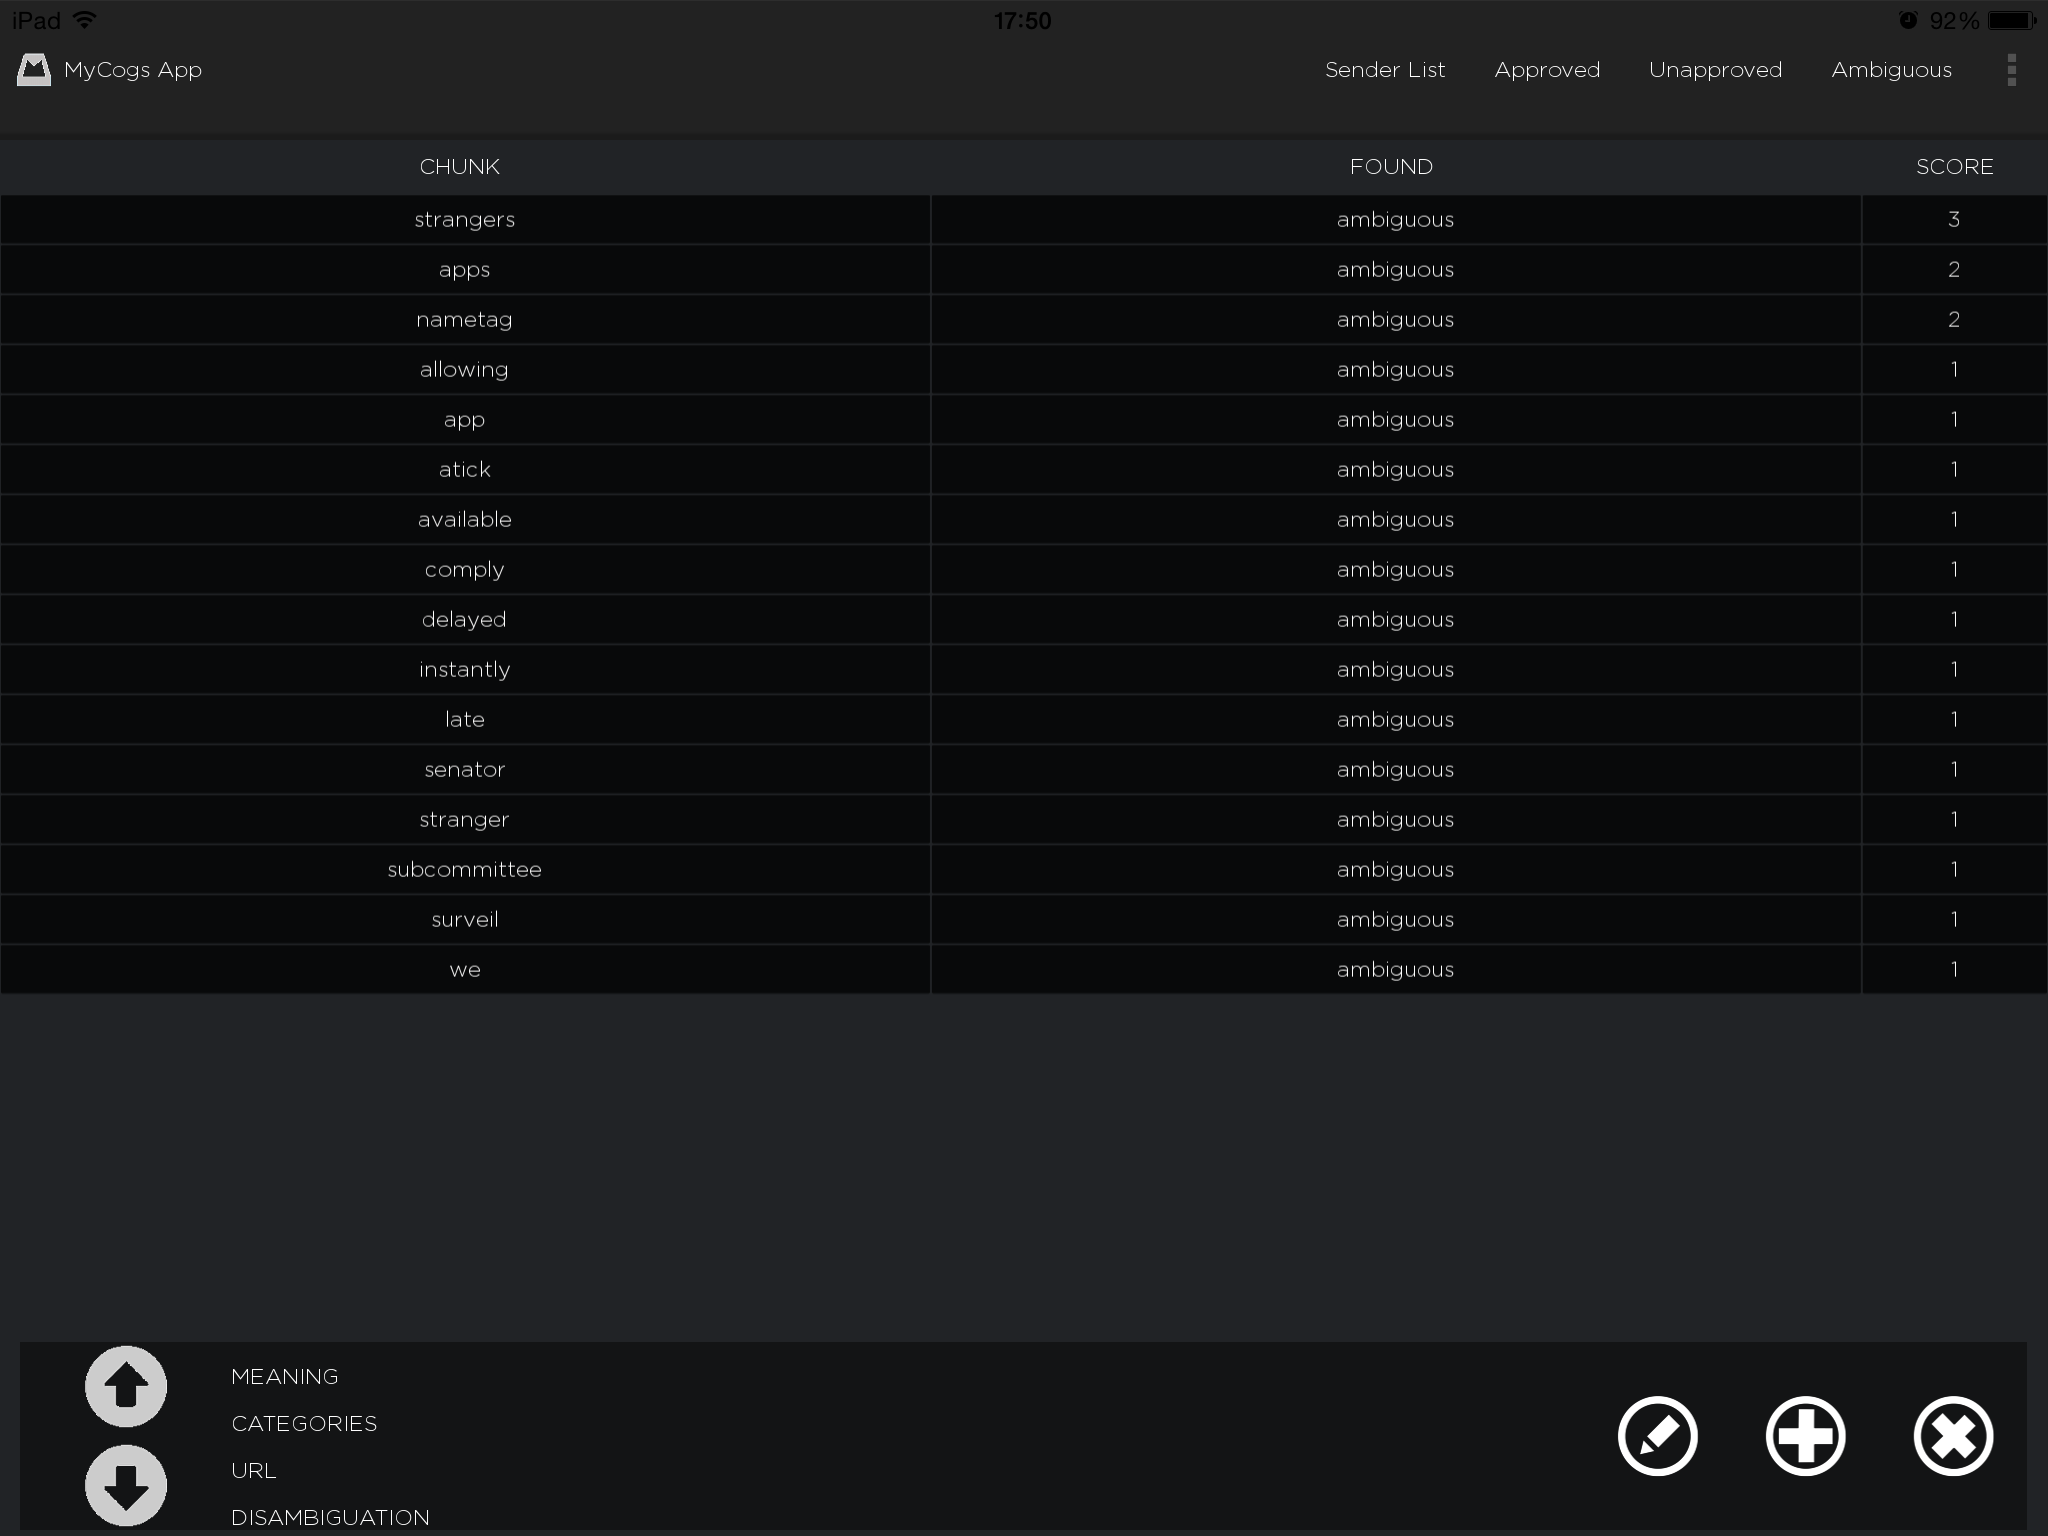 iPad 17:50 92%
MyCogs App Sender List Approved Unapproved Ambiguous
CHUNK FOUND SCORE
strangers ambiguous 3
apps ambiguous 2
nametag ambiguous 2
allowing ambiguous 1
app ambiguous 1
atick ambiguous 1
available ambiguous 1
comply ambiguous 1
delayed ambiguous 1
instantly ambiguous 1
late ambiguous 1
senator ambiguous 1
stranger ambiguous 1
subcommittee ambiguous 1
surveil ambiguous 1
we ambiguous 1
MEANING
CATEGORIES
URL
DISAMBIGUATION